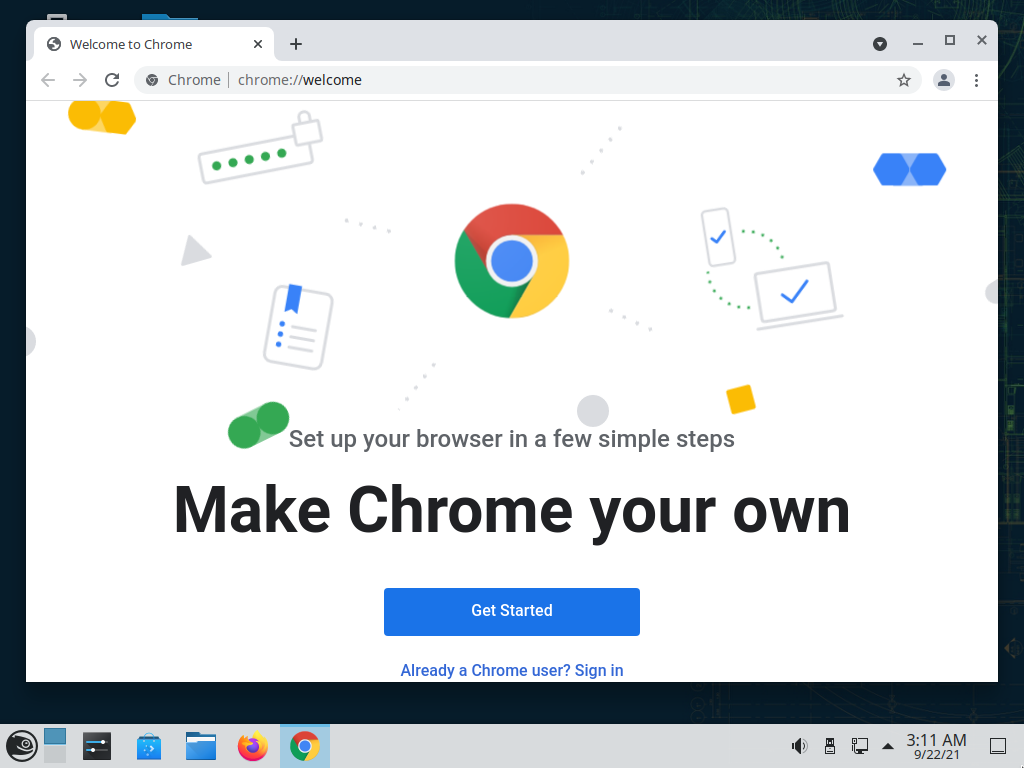 Welcome to Chrome
Chrome | chrome://welcome
Set up your browser in a few simple steps
Make Chrome your own
Get Started
Already a Chrome user? Sign in
3:11 AM
9/22/21